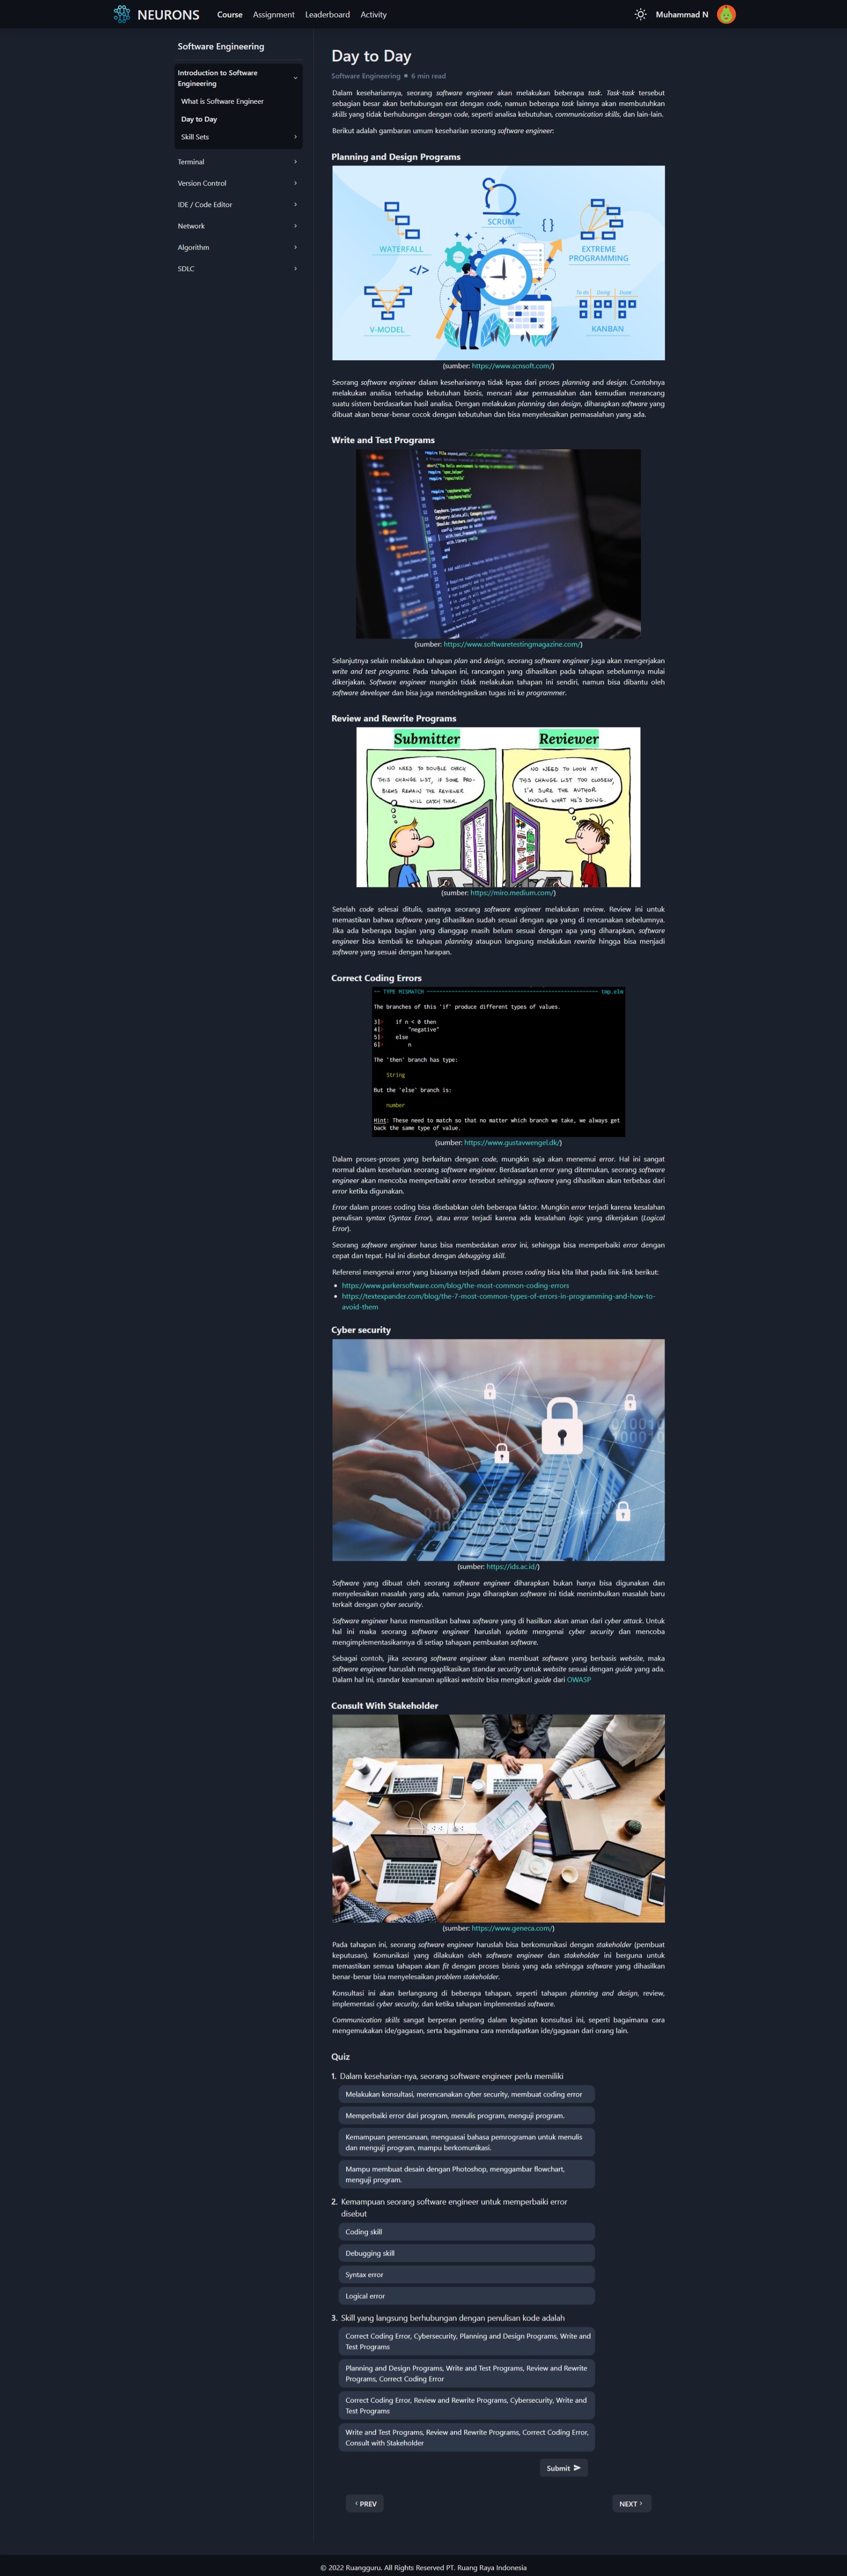 NEURONS
Course Assignment Leaderboard Activity
Muhammad N
Software Engineering
Introduction to Software
Engineering
What is Software Engineer
Day to Day
Skill Sets
Terminal
Version Control
IDE / Code Editor
Network
Algorithm
SDLC
Day to Day
Software Engineering • 6 min read
Dalam kesehariannya, seorang software engineer akan melakukan beberapa task. Task-task tersebut
sebagian besar akan berhubungan erat dengan code, namun beberapa task lainnya akan membutuhkan
skills yang tidak berhubungan dengan code, seperti analisa kebutuhan, communication skills, dan lain-lain.
Berikut adalah gambaran umum keseharian seorang software engineer:
Planning and Design Programs
SCRUM
WATERFALL
EXTREME
PROGRAMMING
{ }
</>
To do Doing Done
V-MODEL
KANBAN
(sumber: https://www.scnsoft.com/)
Seorang software engineer dalam kesehariannya tidak lepas dari proses planning and design. Contohnya
melakukan analisa terhadap kebutuhan bisnis, mencari akar permasalahan dan kemudian merancang
suatu sistem berdasarkan hasil analisa. Dengan melakukan planning dan design, diharapkan software yang
dibuat akan benar-benar cocok dengan kebutuhan dan bisa menyelesaikan permasalahan yang ada.
Write and Test Programs
(sumber: https://www.softwaretestingmagazine.com/)
Selanjutnya selain melakukan tahapan plan and design, seorang software engineer juga akan mengerjakan
write and test programs. Pada tahapan ini, rancangan yang dihasilkan pada tahapan sebelumnya mulai
dikerjakan. Software engineer mungkin tidak melakukan tahapan ini sendiri, namun bisa dibantu oleh
software developer dan bisa juga mendelegasikan tugas ini ke programmer.
Review and Rewrite Programs
Submitter
Reviewer
NO NEED TO DOUBLE CHECK
THIS CHANGE LIST, IF SOME PRO-
BLEMS REMAIN THE REVIEWER
WILL CATCH THEM.
NO NEED TO LOOK AT
THIS CHANGE LIST TOO CLOSELY,
I'M SURE THE AUTHOR
KNOWS WHAT HE'S DOING.
(sumber: https://miro.medium.com/)
Setelah code selesai ditulis, saatnya seorang software engineer melakukan review. Review ini untuk
memastikan bahwa software yang dihasilkan sudah sesuai dengan apa yang di rencanakan sebelumnya.
Jika ada beberapa bagian yang dianggap masih belum sesuai dengan apa yang diharapkan, software
engineer bisa kembali ke tahapan planning ataupun langsung melakukan rewrite hingga bisa menjadi
software yang sesuai dengan harapan.
Correct Coding Errors
-- TYPE MISMATCH ---------------------------------------- tmp.elm
The branches of this `if` produce different types of values.
3|> if n < 0 then
4|> "negative"
5|> else
6|> n
The `then` branch has type:
String
But the `else` branch is:
number
Hint: These need to match so that no matter which branch we take, we always get
back the same type of value.
(sumber: https://www.gustavwengel.dk/)
Dalam proses-proses yang berkaitan dengan code, mungkin saja akan menemui error. Hal ini sangat
normal dalam keseharian seorang software engineer. Berdasarkan error yang ditemukan, seorang software
engineer akan mencoba memperbaiki error tersebut sehingga software yang dihasilkan akan terbebas dari
error ketika digunakan.
Error dalam proses coding bisa disebabkan oleh beberapa faktor. Mungkin error terjadi karena kesalahan
penulisan syntax (Syntax Error), atau error terjadi karena ada kesalahan logic yang dikerjakan (Logical
Error).
Seorang software engineer harus bisa membedakan error ini, sehingga bisa memperbaiki error dengan
cepat dan tepat. Hal ini disebut dengan debugging skill.
Referensi mengenai error yang biasanya terjadi dalam proses coding bisa kita lihat pada link-link berikut:
• https://www.parkersoftware.com/blog/the-most-common-coding-errors
• https://textexpander.com/blog/the-7-most-common-types-of-errors-in-programming-and-how-to-
avoid-them
Cyber security
(sumber: https://ids.ac.id/)
Software yang dibuat oleh seorang software engineer diharapkan bukan hanya bisa digunakan dan
menyelesaikan masalah yang ada, namun juga diharapkan software ini tidak menimbulkan masalah baru
terkait dengan cyber security.
Software engineer harus memastikan bahwa software yang di hasilkan akan aman dari cyber attack. Untuk
hal ini maka seorang software engineer haruslah update mengenai cyber security dan mencoba
mengimplementasikannya di setiap tahapan pembuatan software.
Sebagai contoh, jika seorang software engineer akan membuat software yang berbasis website, maka
software engineer haruslah mengaplikasikan standar security untuk website sesuai dengan guide yang ada.
Dalam hal ini, standar keamanan aplikasi website bisa mengikuti guide dari OWASP
Consult With Stakeholder
(sumber: https://www.geneca.com/)
Pada tahapan ini, seorang software engineer haruslah bisa berkomunikasi dengan stakeholder (pembuat
keputusan). Komunikasi yang dilakukan oleh software engineer dan stakeholder ini berguna untuk
memastikan semua tahapan akan fit dengan proses bisnis yang ada sehingga software yang dihasilkan
benar-benar bisa menyelesaikan problem stakeholder.
Konsultasi ini akan berlangsung di beberapa tahapan, seperti tahapan planning and design, review,
implementasi cyber security, dan ketika tahapan implementasi software.
Communication skills sangat berperan penting dalam kegiatan konsultasi ini, seperti bagaimana cara
mengemukakan ide/gagasan, serta bagaimana cara mendapatkan ide/gagasan dari orang lain.
Quiz
1. Dalam keseharian-nya, seorang software engineer perlu memiliki
Melakukan konsultasi, merencanakan cyber security, membuat coding error
Memperbaiki error dari program, menulis program, menguji program.
Kemampuan perencanaan, menguasai bahasa pemrograman untuk menulis
dan menguji program, mampu berkomunikasi.
Mampu membuat desain dengan Photoshop, menggambar flowchart,
menguji program.
2. Kemampuan seorang software engineer untuk memperbaiki error
disebut
Coding skill
Debugging skill
Syntax error
Logical error
3. Skill yang langsung berhubungan dengan penulisan kode adalah
Correct Coding Error, Cybersecurity, Planning and Design Programs, Write and
Test Programs
Planning and Design Programs, Write and Test Programs, Review and Rewrite
Programs, Correct Coding Error
Correct Coding Error, Review and Rewrite Programs, Cybersecurity, Write and
Test Programs
Write and Test Programs, Review and Rewrite Programs, Correct Coding Error,
Consult with Stakeholder
Submit
PREV
NEXT
© 2022 Ruangguru. All Rights Reserved PT. Ruang Raya Indonesia